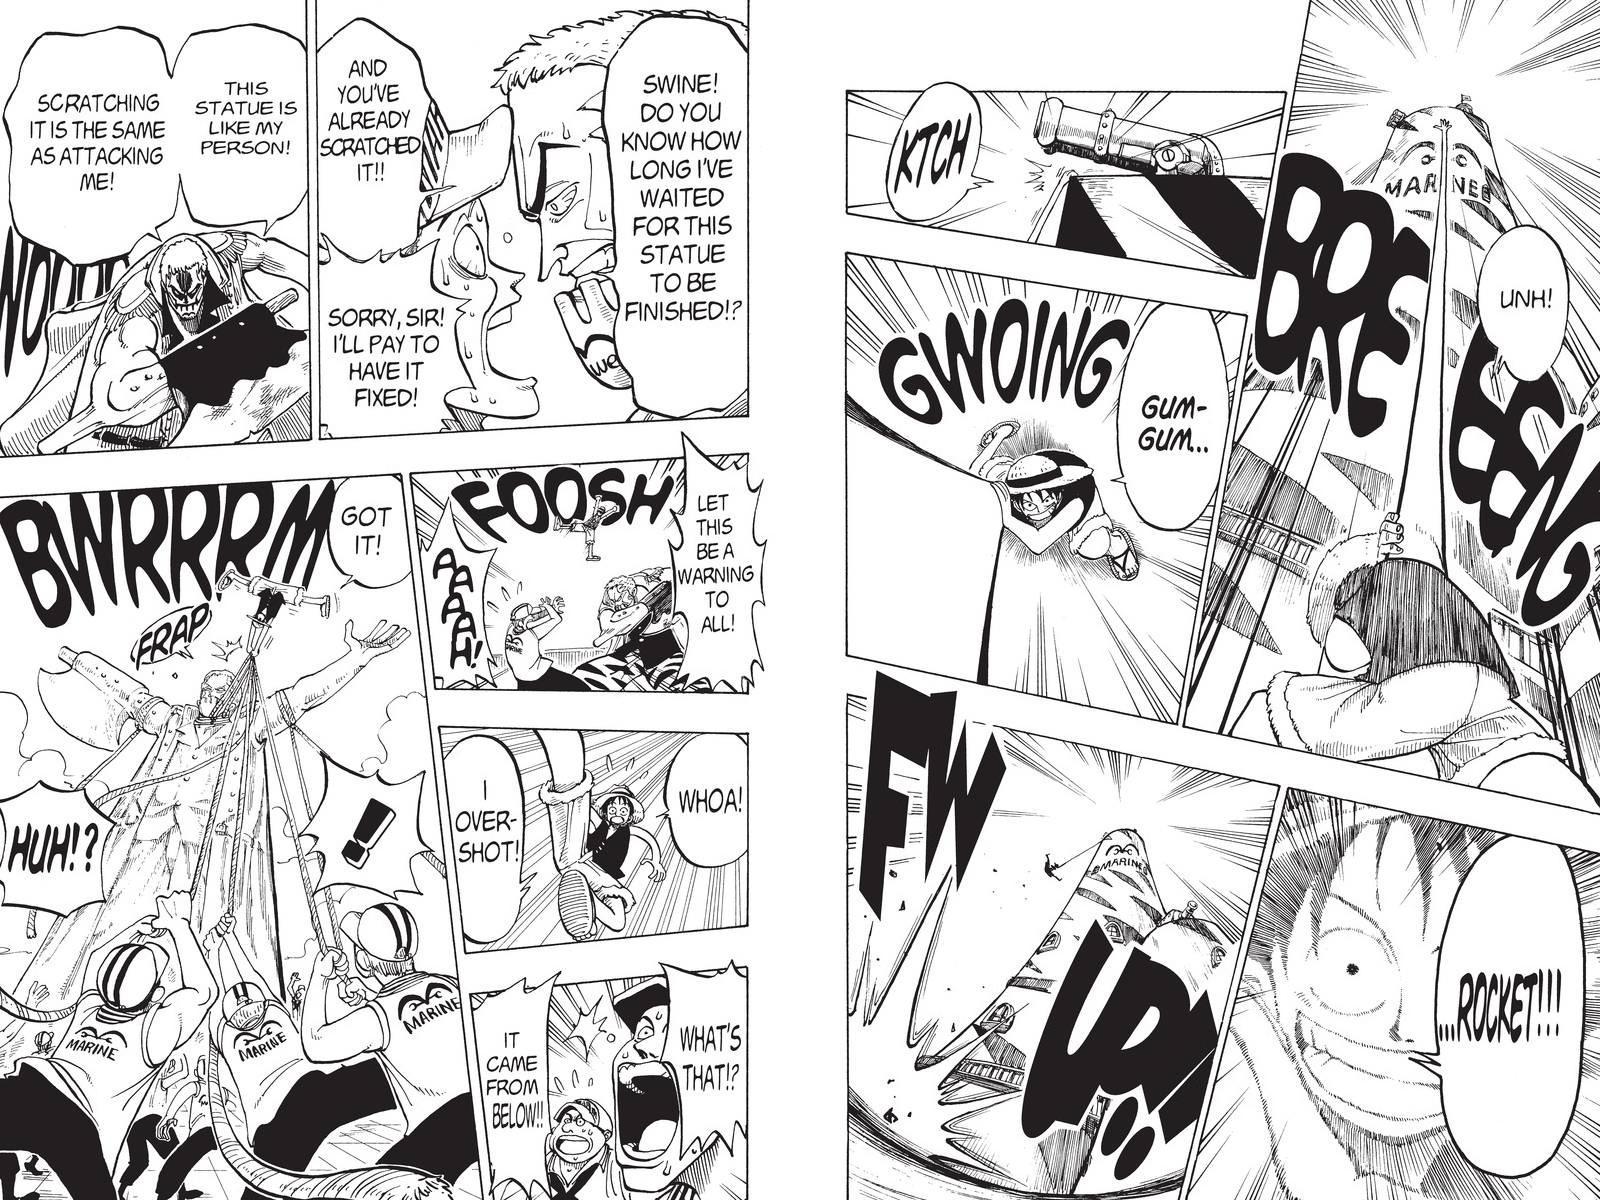 MARINE
UNH!
BRE
KTCH
GUM-
GUM...
GWOING
...ROCKET!!!
FW
UP!!
MARINE
SWINE!
DO YOU
KNOW HOW
LONG I'VE
WAITED
FOR THIS
STATUE
TO BE
FINISHED!?
AND
YOU'VE
ALREADY
SCRATCHED
IT!!
SORRY, SIR!
I'LL PAY TO
HAVE IT
FIXED!
THIS
STATUE IS
LIKE MY
PERSON!
SCRATCHING
IT IS THE SAME
AS ATTACKING
ME!
LET
THIS
BE A
WARNING
TO
ALL!
FOOSH
AAAH!
WHOA!
I
OVER-
SHOT!
WHAT'S
THAT!?
IT
CAME
FROM
BELOW!!
GOT
IT!
BWRRRM
FRAP
!
HUH!?
MARINE
MARINE
MARINE